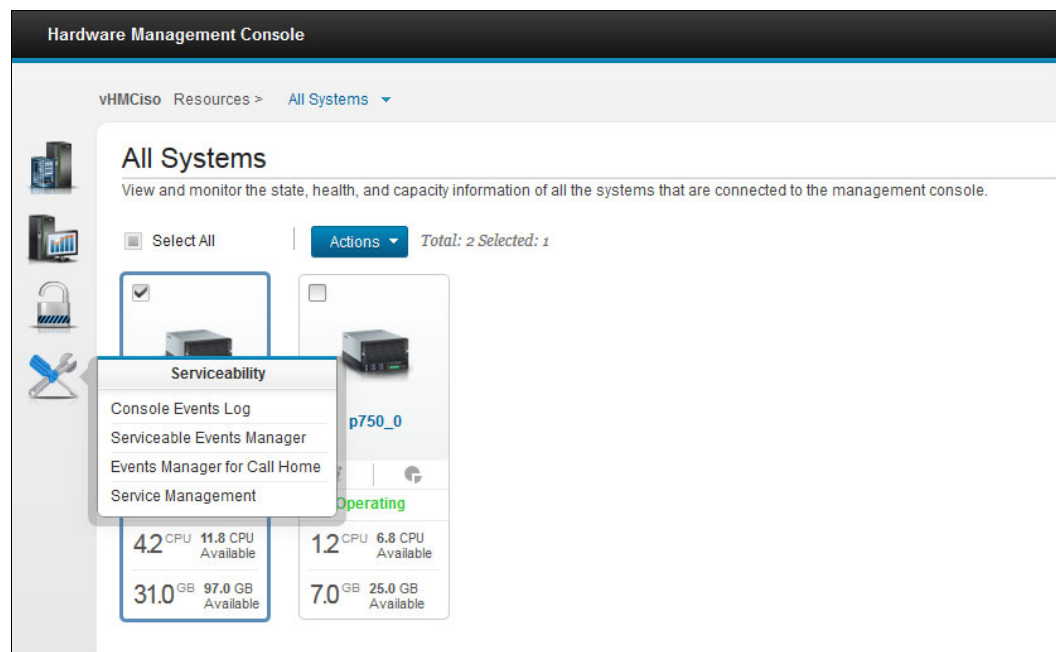 Hardware Management Console
vHMCiso Resources > All Systems
All Systems
View and monitor the state, health, and capacity information of all the systems that are connected to the management console.
Select All
Actions
Total: 2 Selected: 1
Serviceability
Console Events Log
Serviceable Events Manager
Events Manager for Call Home
Service Management
p750_0
Operating
4.2 CPU 11.8 CPU Available
31.0 GB 97.0 GB Available
1.2 CPU 6.8 CPU Available
7.0 GB 25.0 GB Available